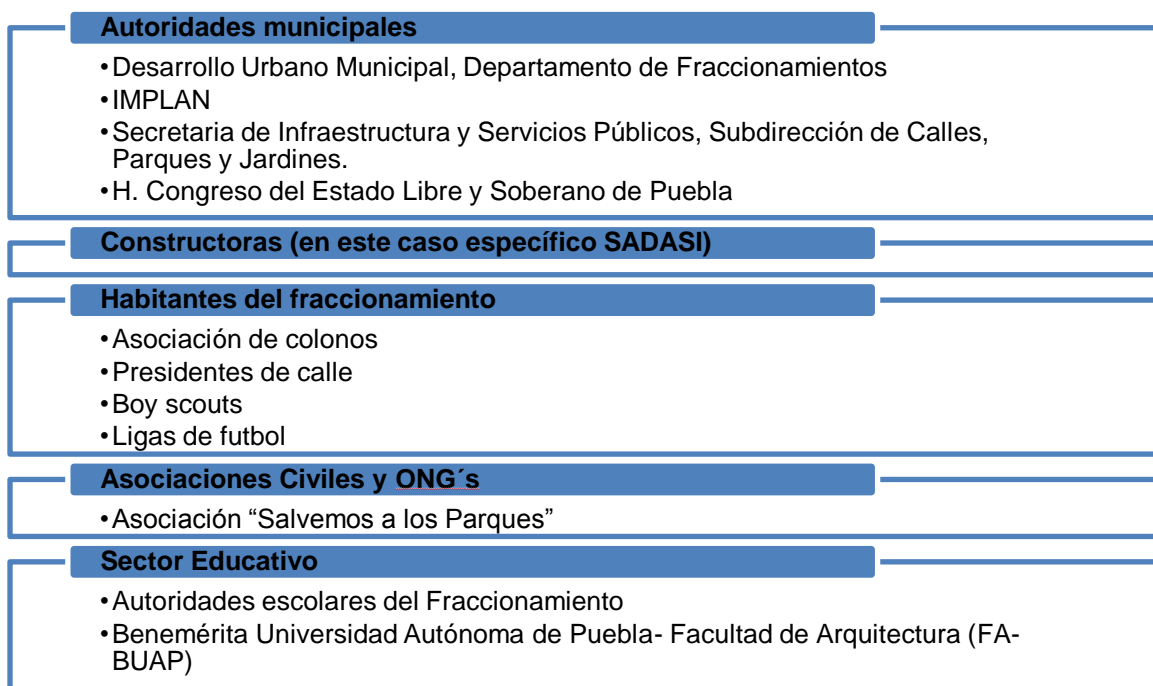 Autoridades municipales
•Desarrollo Urbano Municipal, Departamento de Fraccionamientos
•IMPLAN
•Secretaria de Infraestructura y Servicios Públicos, Subdirección de Calles,
Parques y Jardines.
•H. Congreso del Estado Libre y Soberano de Puebla
Constructoras (en este caso específico SADASI)
Habitantes del fraccionamiento
•Asociación de colonos
•Presidentes de calle
•Boy scouts
•Ligas de futbol
Asociaciones Civiles y ONG´s
•Asociación “Salvemos a los Parques”
Sector Educativo
•Autoridades escolares del Fraccionamiento
•Benemérita Universidad Autónoma de Puebla- Facultad de Arquitectura (FA-
BUAP)